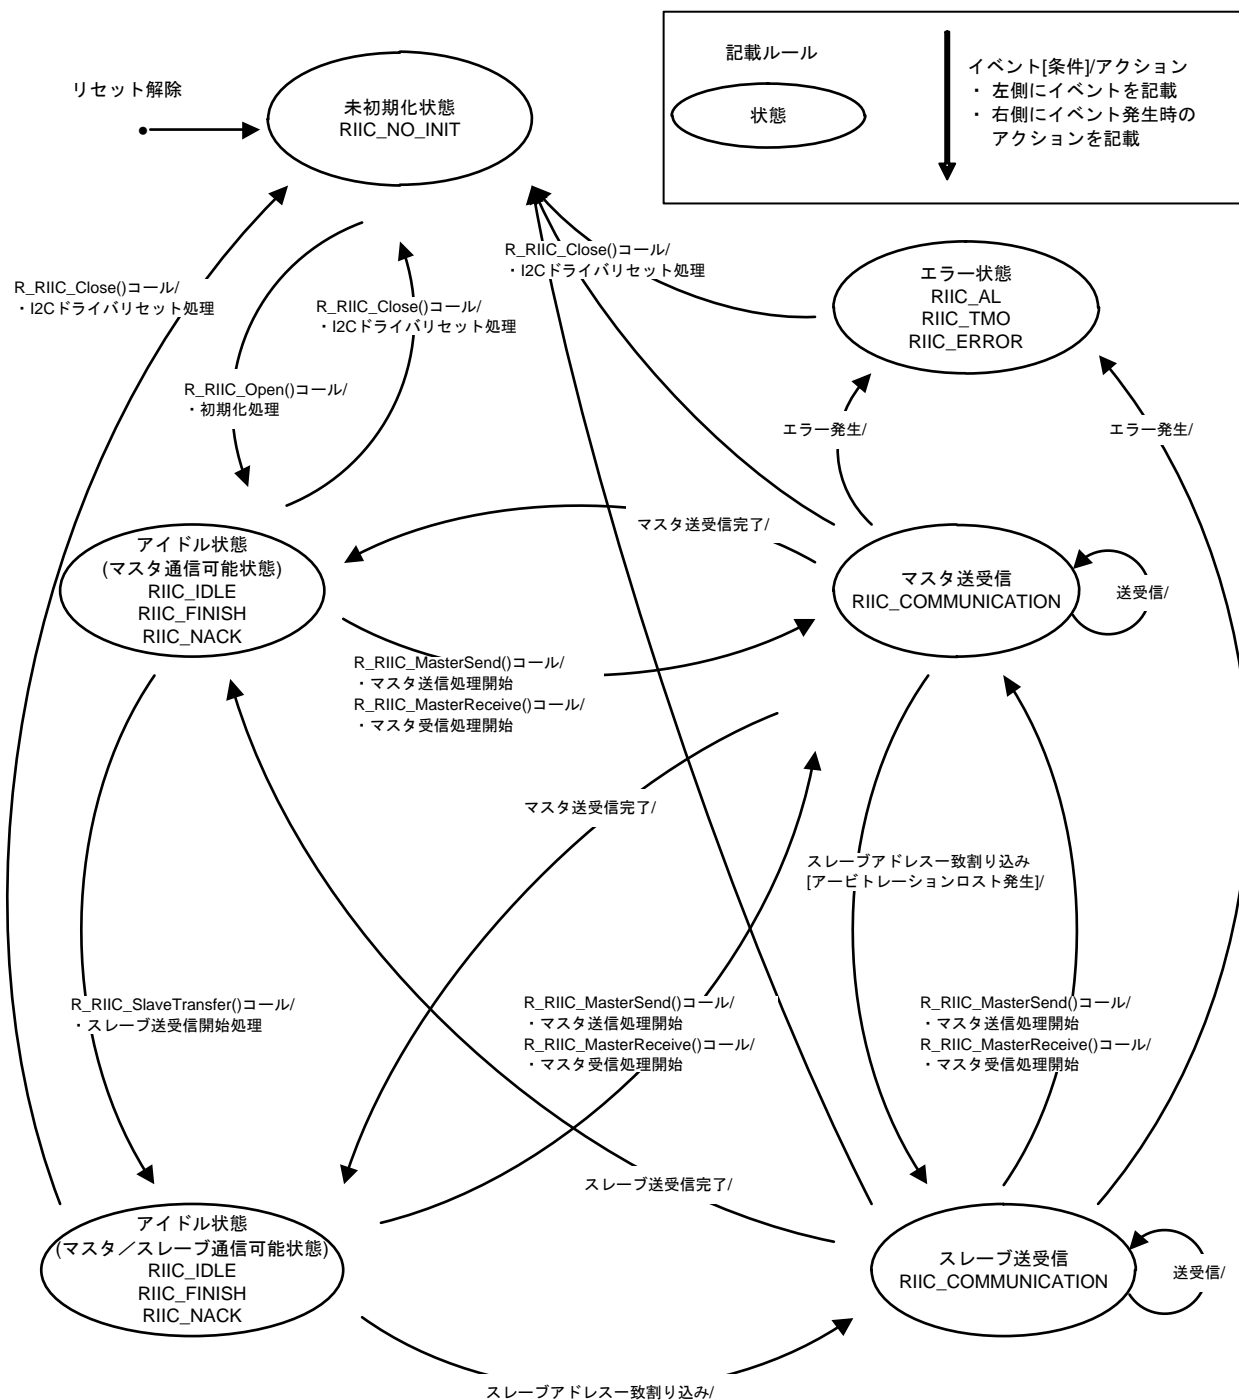 記載ルール
状態
イベント[条件]/アクション
・ 左側にイベントを記載
・ 右側にイベント発生時の
アクションを記載
リセット解除
未初期化状態
RIIC_NO_INIT
R_RIIC_Close()コール/
・I2Cドライバリセット処理
R_RIIC_Close()コール/
・I2Cドライバリセット処理
R_RIIC_Close()コール/
・I2Cドライバリセット処理
エラー状態
RIIC_AL
RIIC_TMO
RIIC_ERROR
R_RIIC_Open()コール/
・初期化処理
エラー発生/
エラー発生/
マスタ送受信完了/
アイドル状態
(マスタ通信可能状態)
RIIC_IDLE
RIIC_FINISH
RIIC_NACK
マスタ送受信
RIIC_COMMUNICATION
送受信/
R_RIIC_MasterSend()コール/
・マスタ送信処理開始
R_RIIC_MasterReceive()コール/
・マスタ受信処理開始
マスタ送受信完了/
スレーブアドレス一致割り込み
[アービトレーションロスト発生]/
R_RIIC_SlaveTransfer()コール/
・スレーブ送受信開始処理
R_RIIC_MasterSend()コール/
・マスタ送信処理開始
R_RIIC_MasterReceive()コール/
・マスタ受信処理開始
R_RIIC_MasterSend()コール/
・マスタ送信処理開始
R_RIIC_MasterReceive()コール/
・マスタ受信処理開始
スレーブ送受信完了/
アイドル状態
(マスタ／スレーブ通信可能状態)
RIIC_IDLE
RIIC_FINISH
RIIC_NACK
スレーブ送受信
RIIC_COMMUNICATION
送受信/
スレーブアドレス一致割り込み/